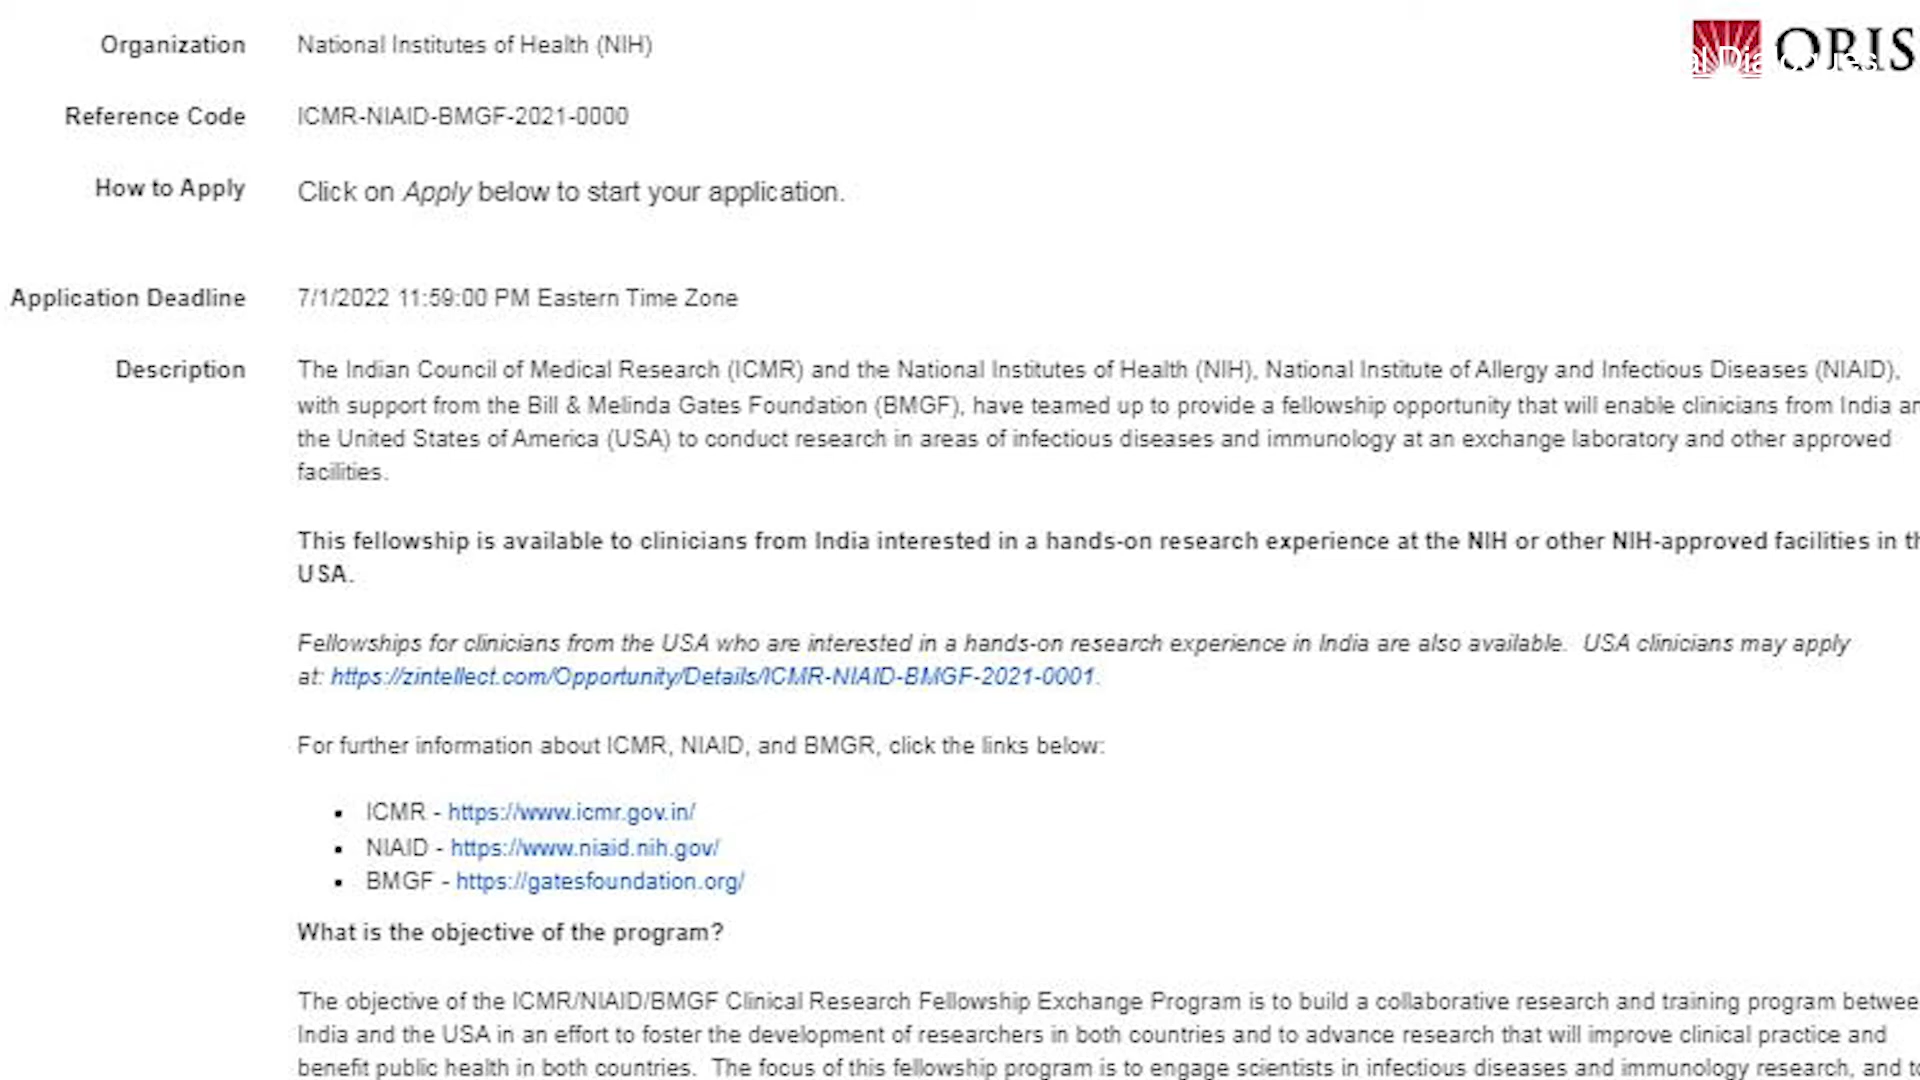 Organization National Institutes of Health (NIH)
ORIS
al Dialogues
Reference Code ICMR-NIAID-BMGF-2021-0000
How to Apply Click on Apply below to start your application.
Application Deadline 7/1/2022 11:59:00 PM Eastern Time Zone
Description The Indian Council of Medical Research (ICMR) and the National Institutes of Health (NIH), National Institute of Allergy and Infectious Diseases (NIAID),
with support from the Bill & Melinda Gates Foundation (BMGF), have teamed up to provide a fellowship opportunity that will enable clinicians from India an
the United States of America (USA) to conduct research in areas of infectious diseases and immunology at an exchange laboratory and other approved
facilities.
This fellowship is available to clinicians from India interested in a hands-on research experience at the NIH or other NIH-approved facilities in th
USA.
Fellowships for clinicians from the USA who are interested in a hands-on research experience in India are also available. USA clinicians may apply
at: https://zintellect.com/Opportunity/Details/ICMR-NIAID-BMGF-2021-0001.
For further information about ICMR, NIAID, and BMGR, click the links below:
• ICMR - https://www.icmr.gov.in/
• NIAID - https://www.niaid.nih.gov/
• BMGF - https://gatesfoundation.org/
What is the objective of the program?
The objective of the ICMR/NIAID/BMGF Clinical Research Fellowship Exchange Program is to build a collaborative research and training program betwee
India and the USA in an effort to foster the development of researchers in both countries and to advance research that will improve clinical practice and
benefit public health in both countries. The focus of this fellowship program is to engage scientists in infectious diseases and immunology research, and to